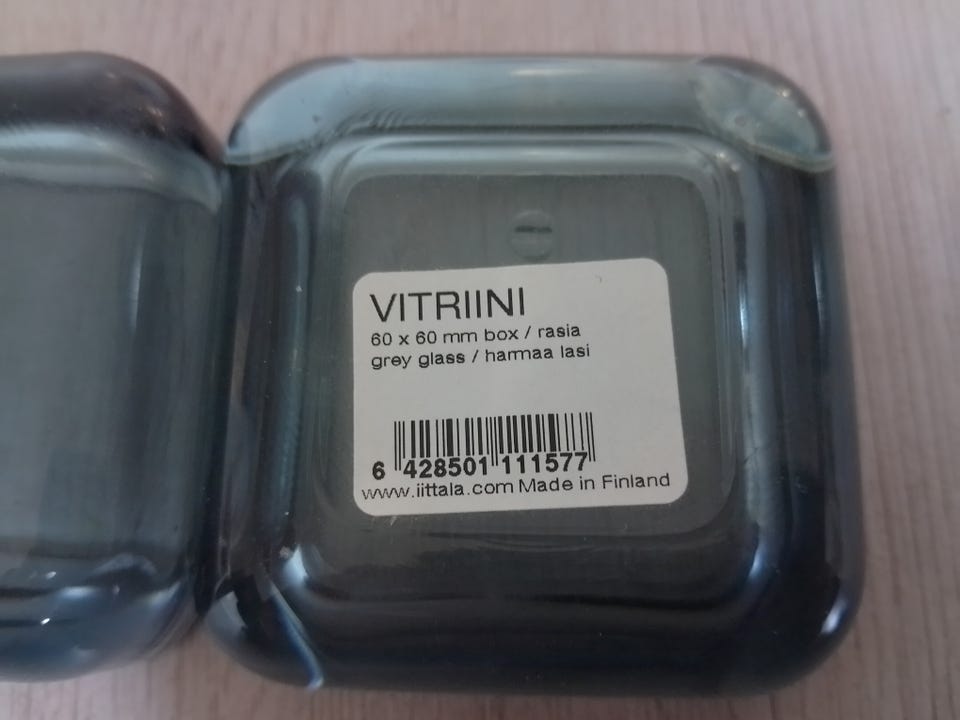 VITRIINI
60 x 60 mm box / rasia
grey glass / harmaa lasi
6 428501 111577
www.iittala.com Made in Finland